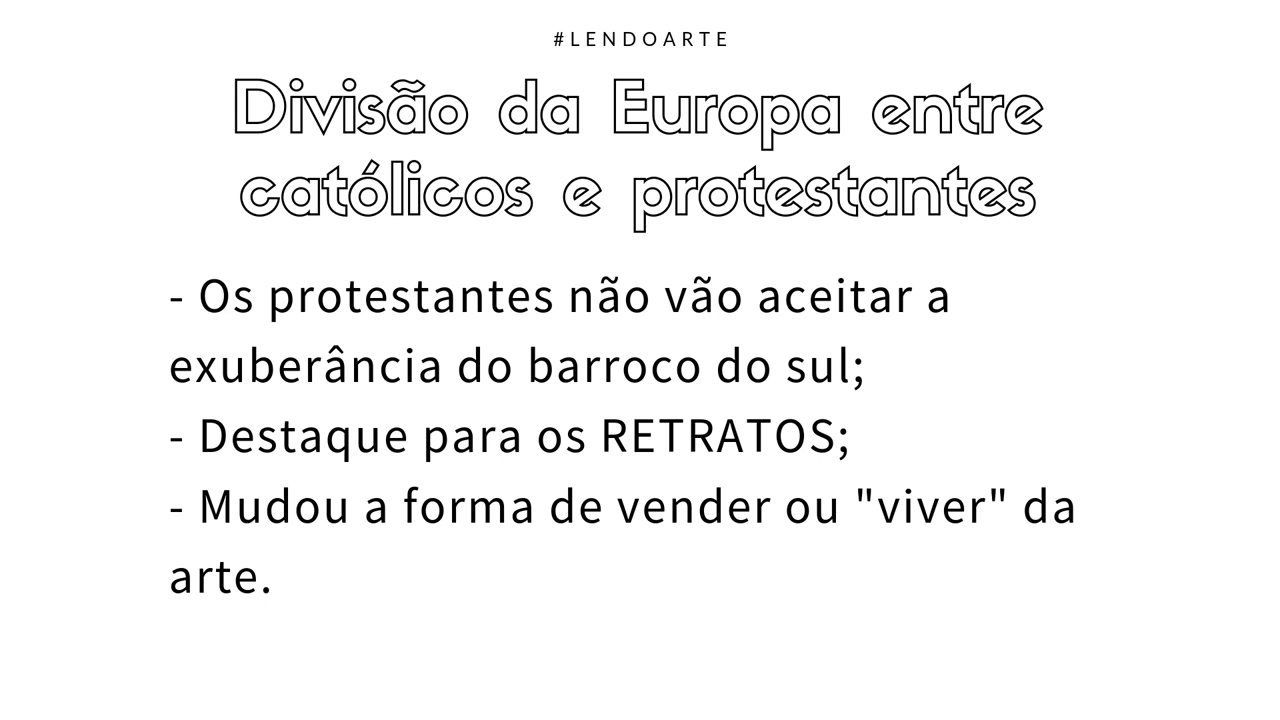 #LENDOARTE
Divisão da Europa entre
católicos e protestantes
- Os protestantes não vão aceitar a
exuberância do barroco do sul;
- Destaque para os RETRATOS;
- Mudou a forma de vender ou "viver" da
arte.